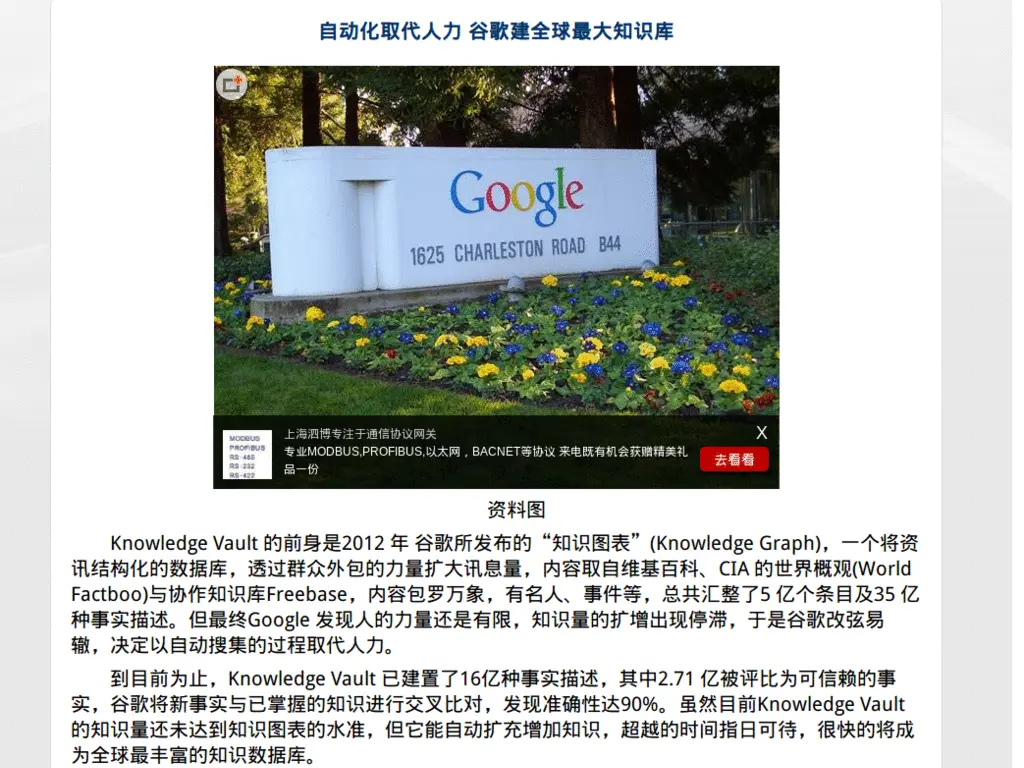 自动化取代人力 谷歌建全球最大知识库
Google
1625 CHARLESTON ROAD B44
上海泗博专注于通信协议网关
X
MODBUS
PROFIBUS
RS-485
RS-232
RS-422
专业MODBUS,PROFIBUS,以太网，BACNET等协议 来电既有机会获赠精美礼
品一份
去看看
资料图
Knowledge Vault 的前身是2012 年 谷歌所发布的“知识图表”(Knowledge Graph)，一个将资
讯结构化的数据库，透过群众外包的力量扩大讯息量，内容取自维基百科、CIA 的世界概观(World
Factboo)与协作知识库Freebase，内容包罗万象，有名人、事件等，总共汇整了5 亿个条目及35 亿
种事实描述。但最终Google 发现人的力量还是有限，知识量的扩增出现停滞，于是谷歌改弦易
辙，决定以自动搜集的过程取代人力。
到目前为止，Knowledge Vault 已建置了16亿种事实描述，其中2.71 亿被评比为可信赖的事
实，谷歌将新事实与已掌握的知识进行交叉比对，发现准确性达90%。虽然目前Knowledge Vault
的知识量还未达到知识图表的水准，但它能自动扩充增加知识，超越的时间指日可待，很快的将成
为全球最丰富的知识数据库。